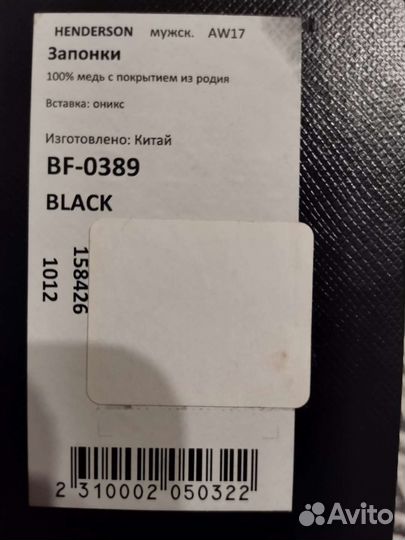 HENDERSON мужск. AW17
Запонки
100% медь с покрытием из родия
Вставка: оникс
Изготовлено: Китай
BF-0389
BLACK
158426
1012
2 310002 050322
Avito